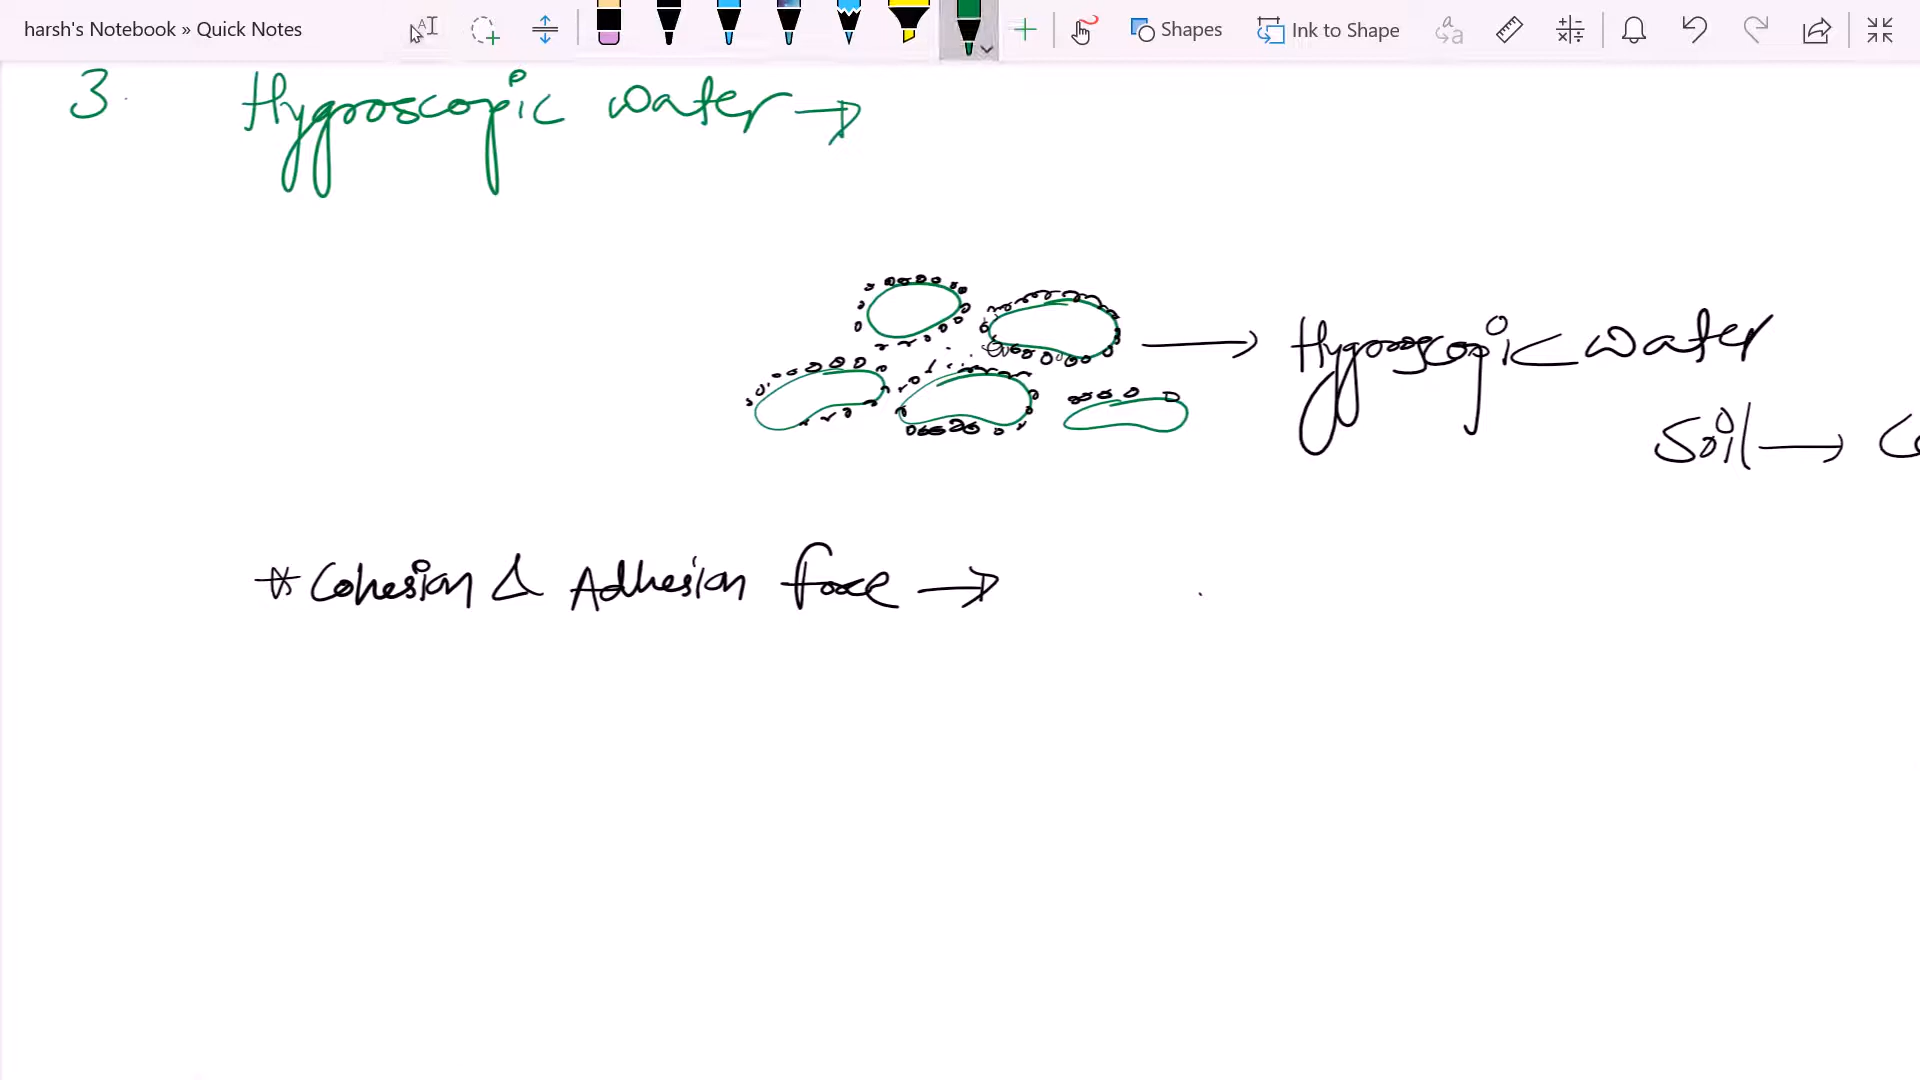 harsh's Notebook » Quick Notes
Shapes
Ink to Shape
3. Hygroscopic water →
→ Hygroscopic water
Soil →
* Cohesion & Adhesion force →